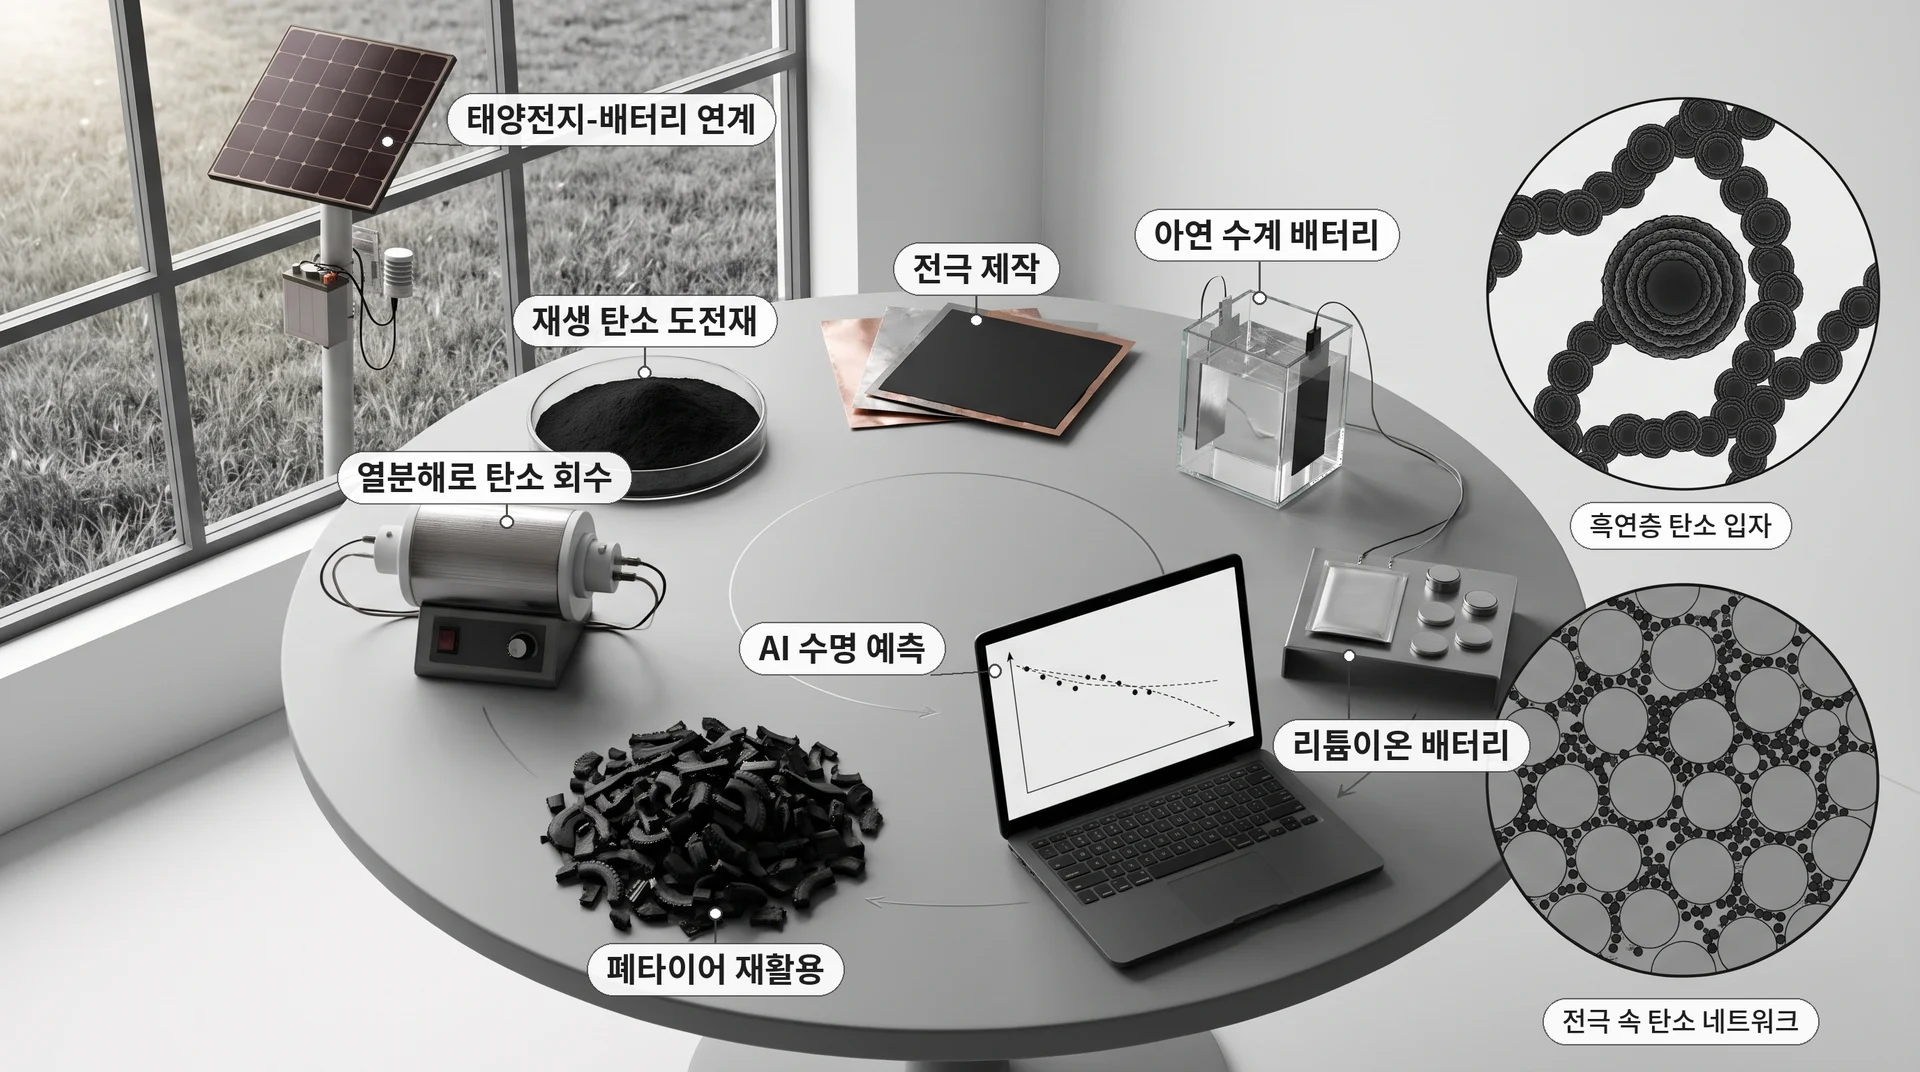 태양전지-배터리 연계
아연 수계 배터리
전극 제작
재생 탄소 도전재
열분해로 탄소 회수
흑연층 탄소 입자
AI 수명 예측
리튬이온 배터리
폐타이어 재활용
전극 속 탄소 네트워크